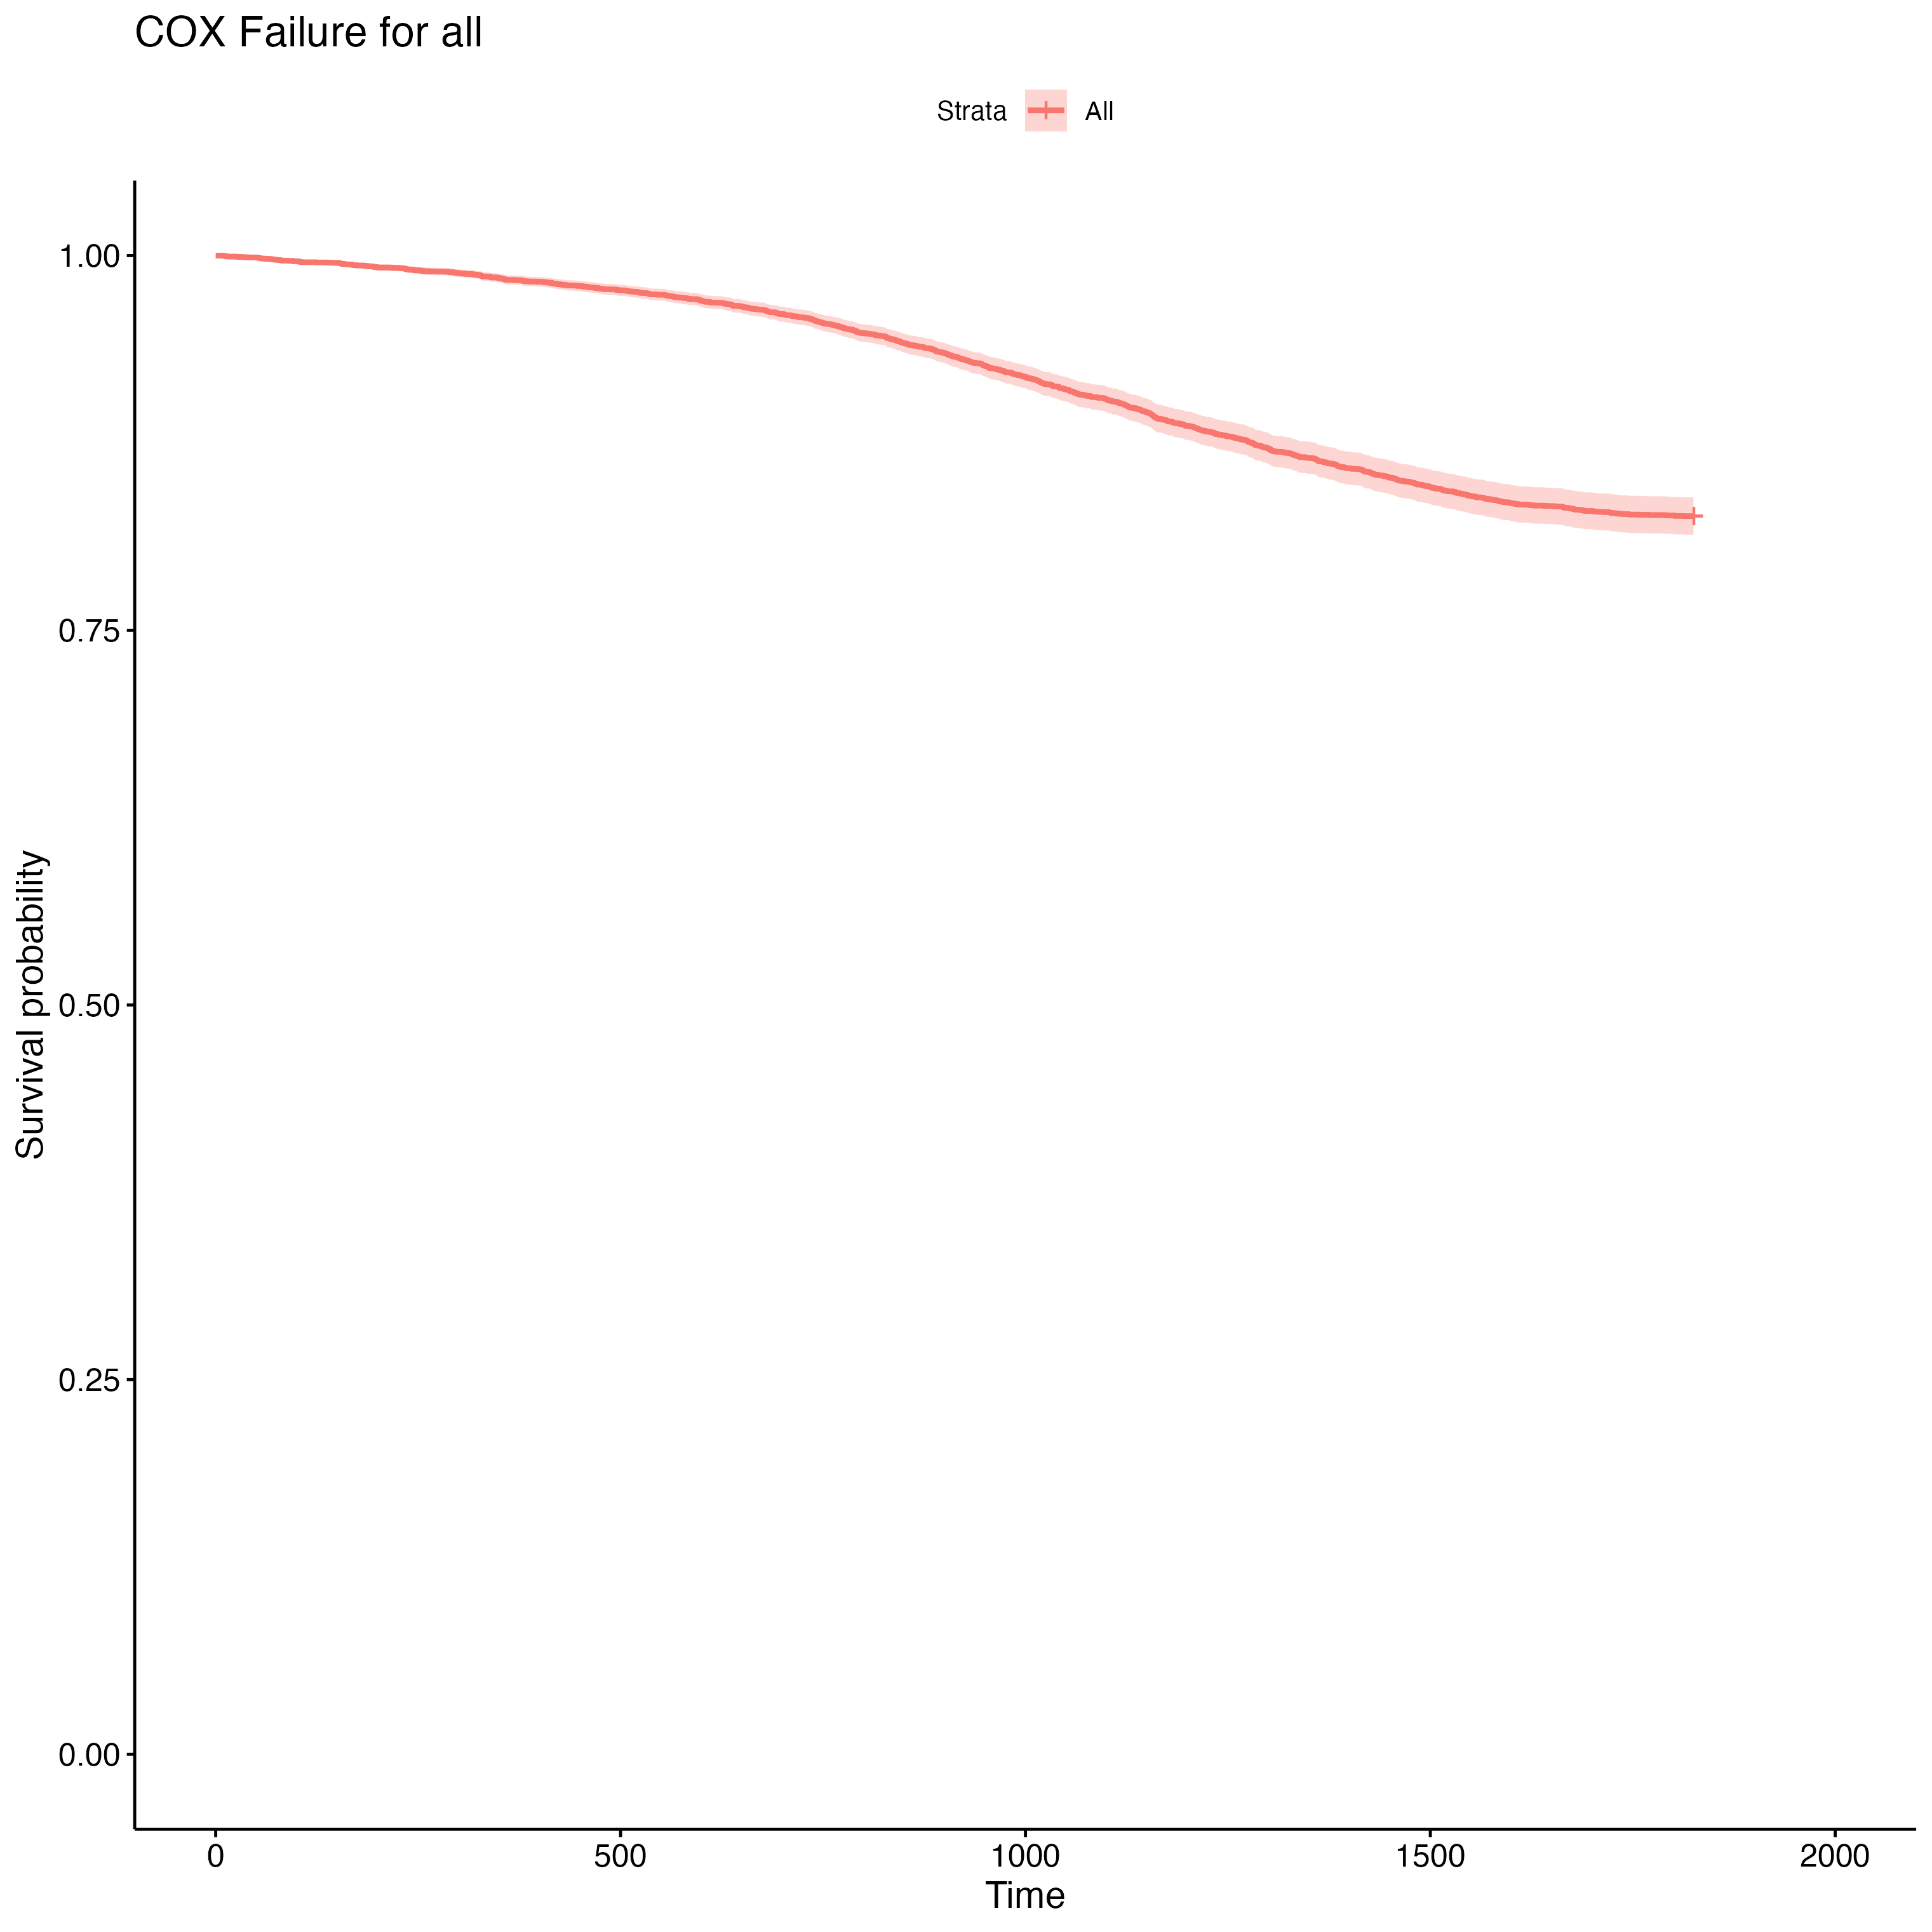 COX Failure for all
Strata All
1.00
0.75
0.50
0.25
0.00
Survival probability
0 500 1000 1500 2000
Time